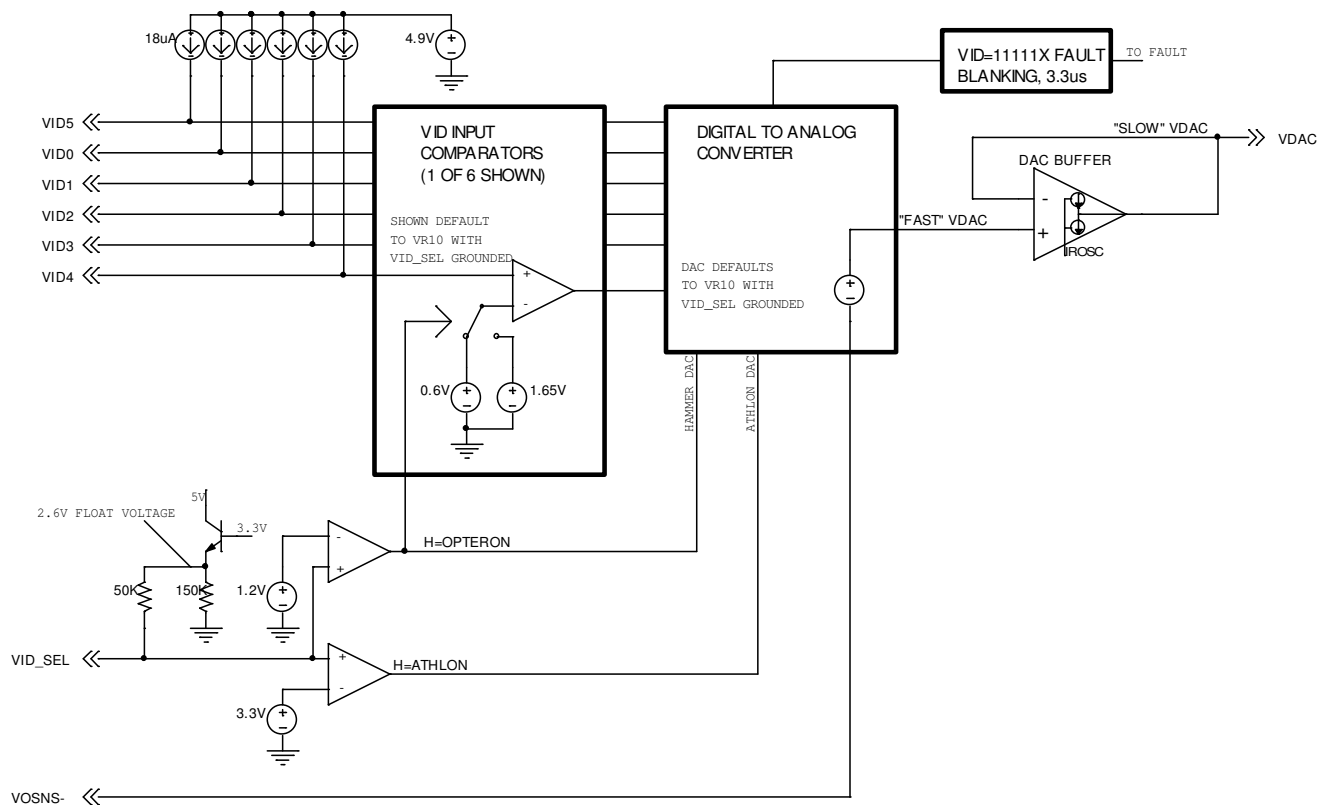 18uA
4.9V
VID=11111X FAULT
BLANKING, 3.3us
TO FAULT
VID5
VID0
VID1
VID2
VID3
VID4
VID INPUT
COMPARATORS
(1 OF 6 SHOWN)
SHOWN DEFAULT
TO VR10 WITH
VID_SEL GROUNDED
+
-
0.6V
+
-
1.65V
+
-
DIGITAL TO ANALOG
CONVERTER
DAC DEFAULTS
TO VR10 WITH
VID_SEL GROUNDED
"SLOW" VDAC
VDAC
DAC BUFFER
"FAST" VDAC
-
+
IROSC
HAMMER DAC
ATHLON DAC
5V
2.6V FLOAT VOLTAGE
3.3V
50K
150K
1.2V
-
+
H=OPTERON
VID_SEL
+
-
H=ATHLON
3.3V
VOSNS-